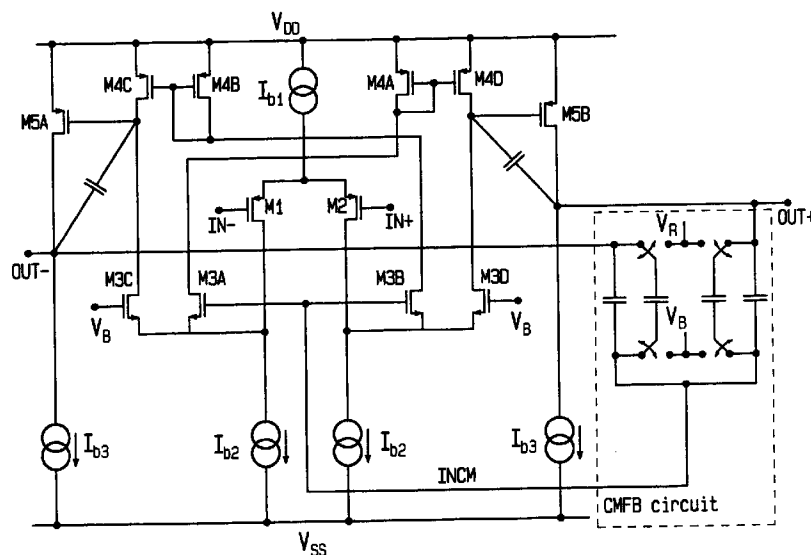 V_DD
M4C
M4B
I_b1
M4A
M4D
M5A
M5B
M1
M2
IN-
IN+
OUT+
V_R
OUT-
M3C
M3A
M3B
M3D
V_B
V_B
V_B
I_b3
I_b2
I_b2
I_b3
INCM
CMFB circuit
V_SS